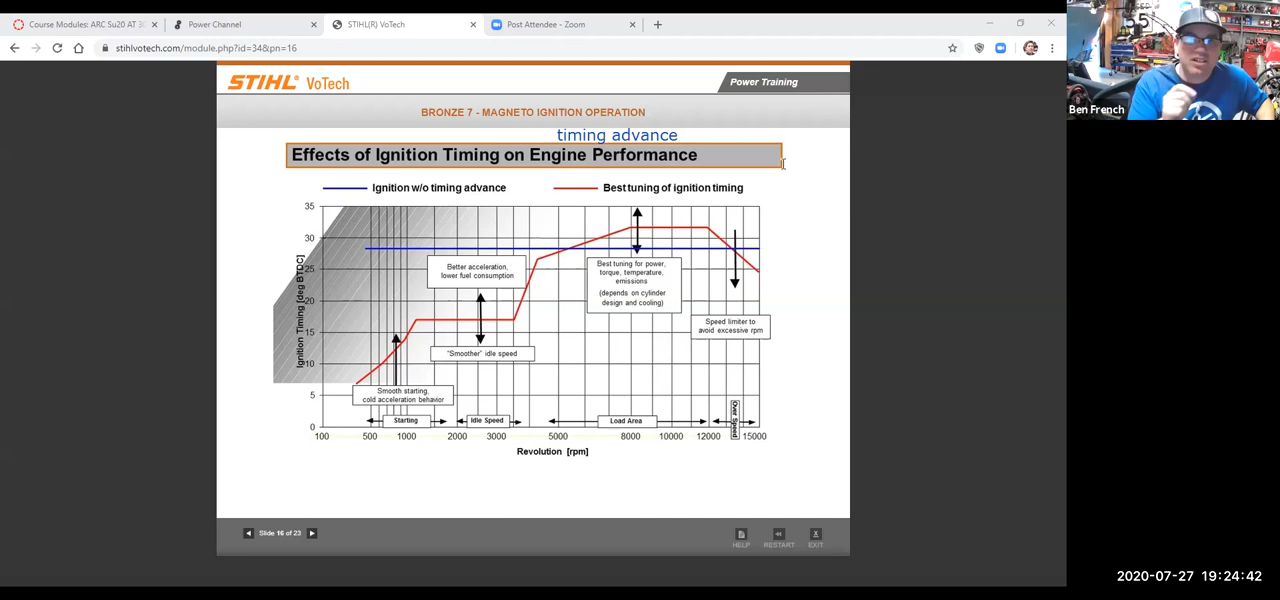 Course Modules: ARC Su20 AT 3
Power Channel
STIHL(R) VoTech
Post Attendee - Zoom
stihlvotech.com/module.php?id=34&pn=16
Ben French
STIHL® VoTech
Power Training
BRONZE 7 - MAGNETO IGNITION OPERATION
timing advance
Effects of Ignition Timing on Engine Performance
Ignition w/o timing advance
Best tuning of ignition timing
35
30
25
20
15
10
5
0
Ignition Timing [deg BTDC]
Better acceleration,
lower fuel consumption
Best tuning for power,
torque, temperature,
emissions
(depends on cylinder
design and cooling)
Speed limiter to
avoid excessive rpm
"Smoother" idle speed
Smooth starting,
cold acceleration behavior
Starting
Idle Speed
Load Area
Over Speed
100 500 1000 2000 3000 5000 8000 10000 12000 15000
Revolution [rpm]
Slide 16 of 23
HELP
RESTART
EXIT
2020-07-27 19:24:42